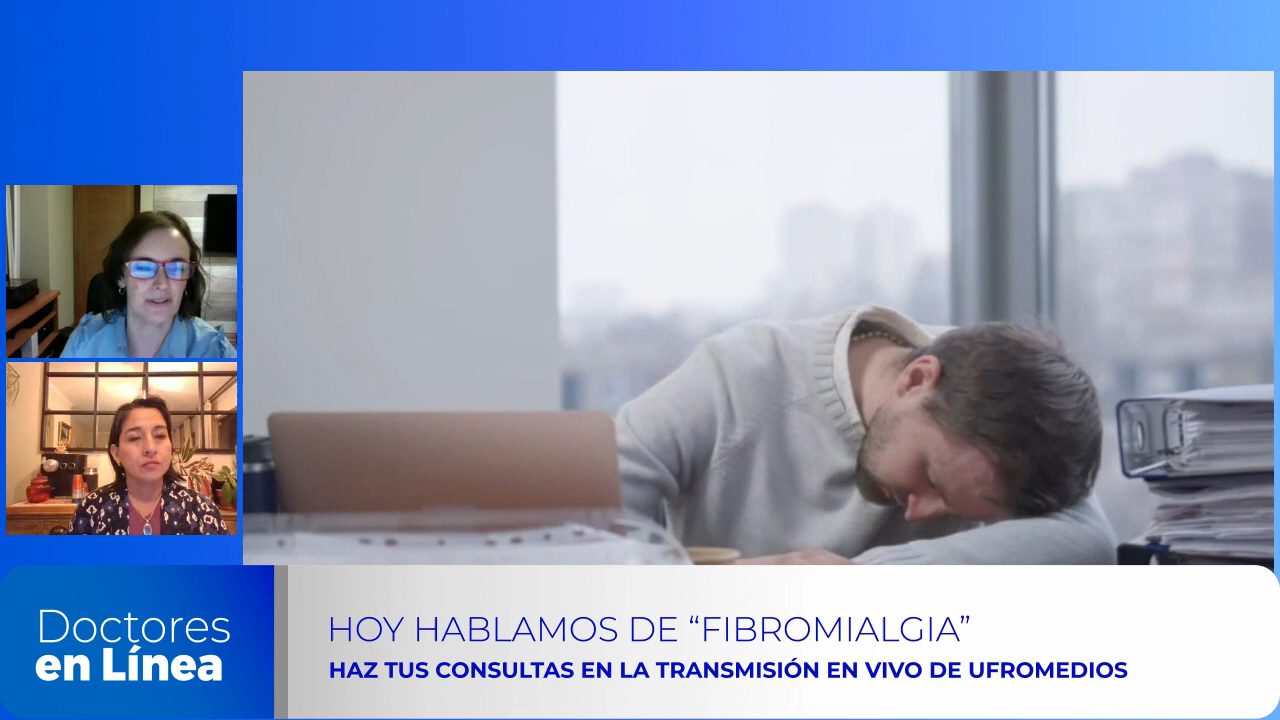 HOY HABLAMOS DE “FIBROMIALGIA”
Doctores
en Línea
HAZ TUS CONSULTAS EN LA TRANSMISIÓN EN VIVO DE UFROMEDIOS